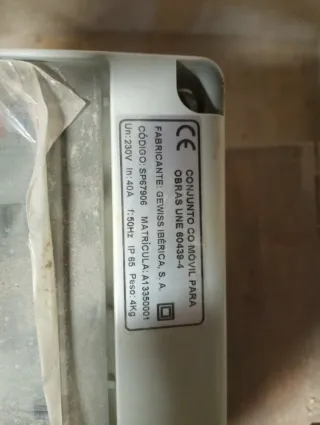 CE
CONJUNTO CO MÓVIL PARA
OBRAS UNE 60439-4
FABRICANTE: GEWISS IBÉRICA, S. A.
CÓDIGO: SP67906 MATRÍCULA: A13350001
Un: 230V In: 40A f: 50Hz IP 65 Peso: 4Kg